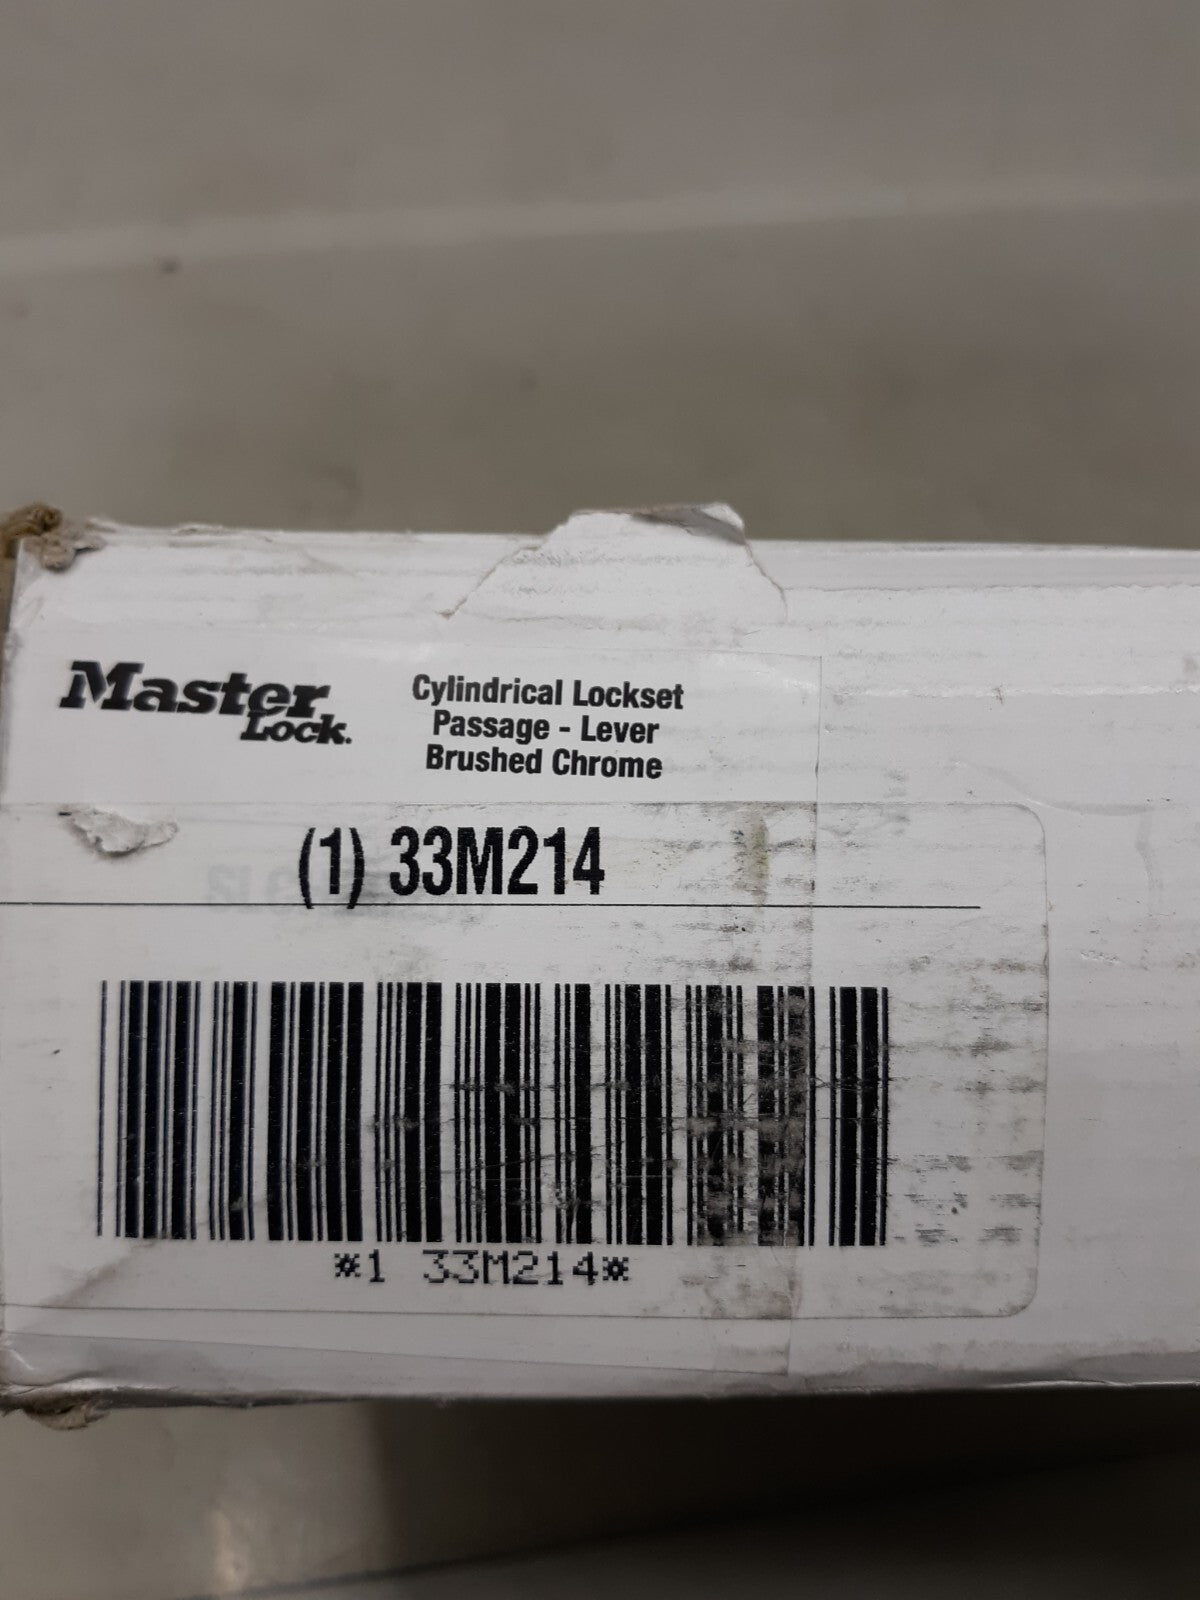 Master Lock.
Cylindrical Lockset
Passage - Lever
Brushed Chrome
(1) 33M214
*1 33M214*